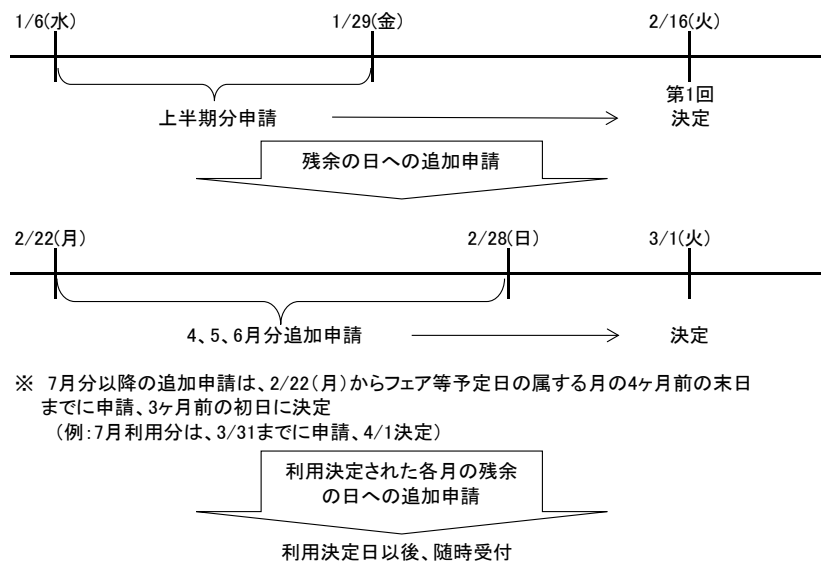 1/6(水)
1/29(金)
2/16(火)
上半期分申請
第1回
決定
残余の日への追加申請
2/22(月)
2/28(日)
3/1(火)
4、5、6月分追加申請
決定
※ 7月分以降の追加申請は、2/22(月)からフェア等予定日の属する月の4ヶ月前の末日
までに申請、3ヶ月前の初日に決定
(例:7月利用分は、3/31までに申請、4/1決定)
利用決定された各月の残余
の日への追加申請
利用決定日以後、随時受付